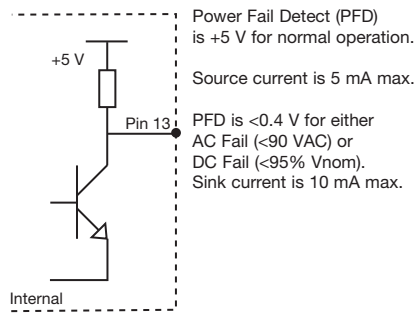 Power Fail Detect (PFD)
is +5 V for normal operation.
+5 V
Source current is 5 mA max.
Pin 13
PFD is <0.4 V for either
AC Fail (<90 VAC) or
DC Fail (<95% Vnom).
Sink current is 10 mA max.
Internal